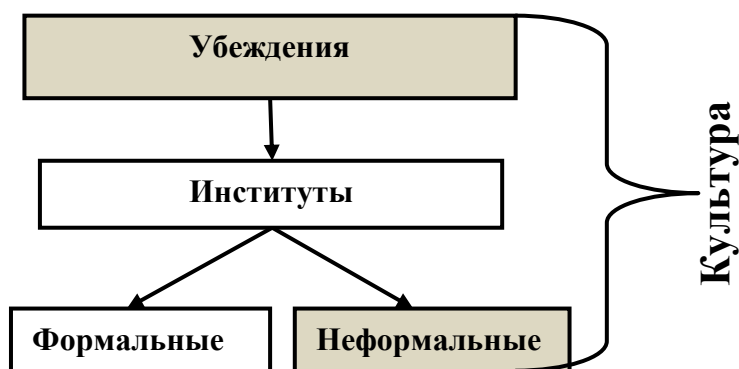 Убеждения
Институты
Формальные
Неформальные
Культура